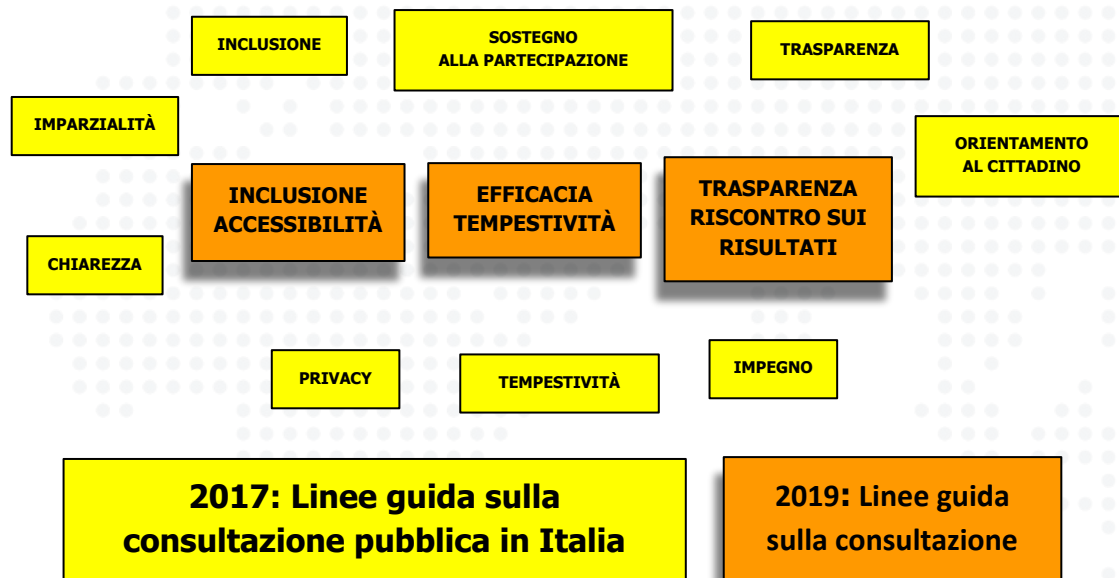 INCLUSIONE
SOSTEGNO
ALLA PARTECIPAZIONE
TRASPARENZA
IMPARZIALITÀ
ORIENTAMENTO
AL CITTADINO
INCLUSIONE
ACCESSIBILITÀ
EFFICACIA
TEMPESTIVITÀ
TRASPARENZA
RISCONTRO SUI
RISULTATI
CHIAREZZA
PRIVACY
TEMPESTIVITÀ
IMPEGNO
2017: Linee guida sulla
consultazione pubblica in Italia
2019: Linee guida
sulla consultazione